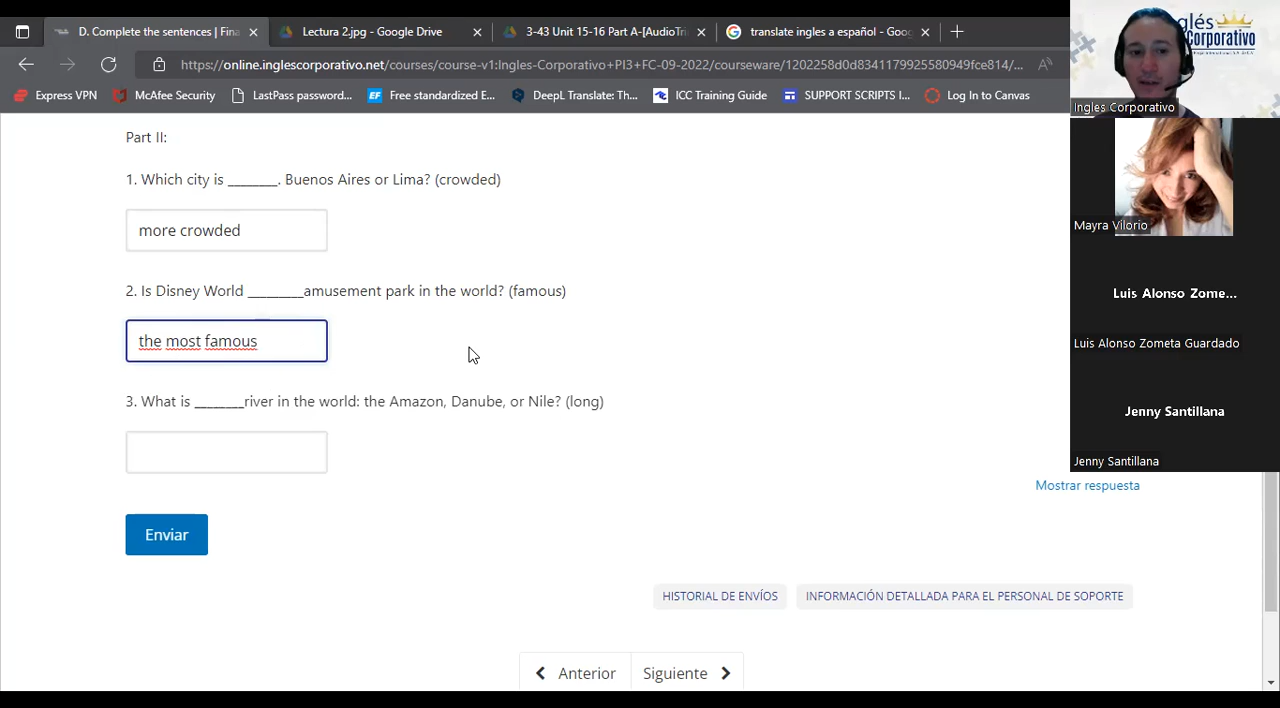 D. Complete the sentences | Fina
Lectura 2.jpg - Google Drive
3-43 Unit 15-16 Part A-[AudioTri
translate ingles a español - Goog
https://online.inglescorporativo.net/courses/course-v1:Ingles-Corporativo+PI3+FC-09-2022/courseware/1202c58d0d8341179925580949fce814/...
Express VPN
McAfee Security
LastPass password...
EF Free standardized E...
DeepL Translate: Th...
ICC Training Guide
SUPPORT SCRIPTS I...
Log In to Canvas
glés
Corporativo
Ingles Corporativo
Mayra Vilorio
Luis Alonso Zome...
Luis Alonso Zometa Guardado
Jenny Santillana
Jenny Santillana
Part II:
1. Which city is _______. Buenos Aires or Lima? (crowded)
more crowded
2. Is Disney World ________amusement park in the world? (famous)
the most famous
3. What is _______river in the world: the Amazon, Danube, or Nile? (long)
Mostrar respuesta
Enviar
HISTORIAL DE ENVÍOS
INFORMACIÓN DETALLADA PARA EL PERSONAL DE SOPORTE
Anterior
Siguiente